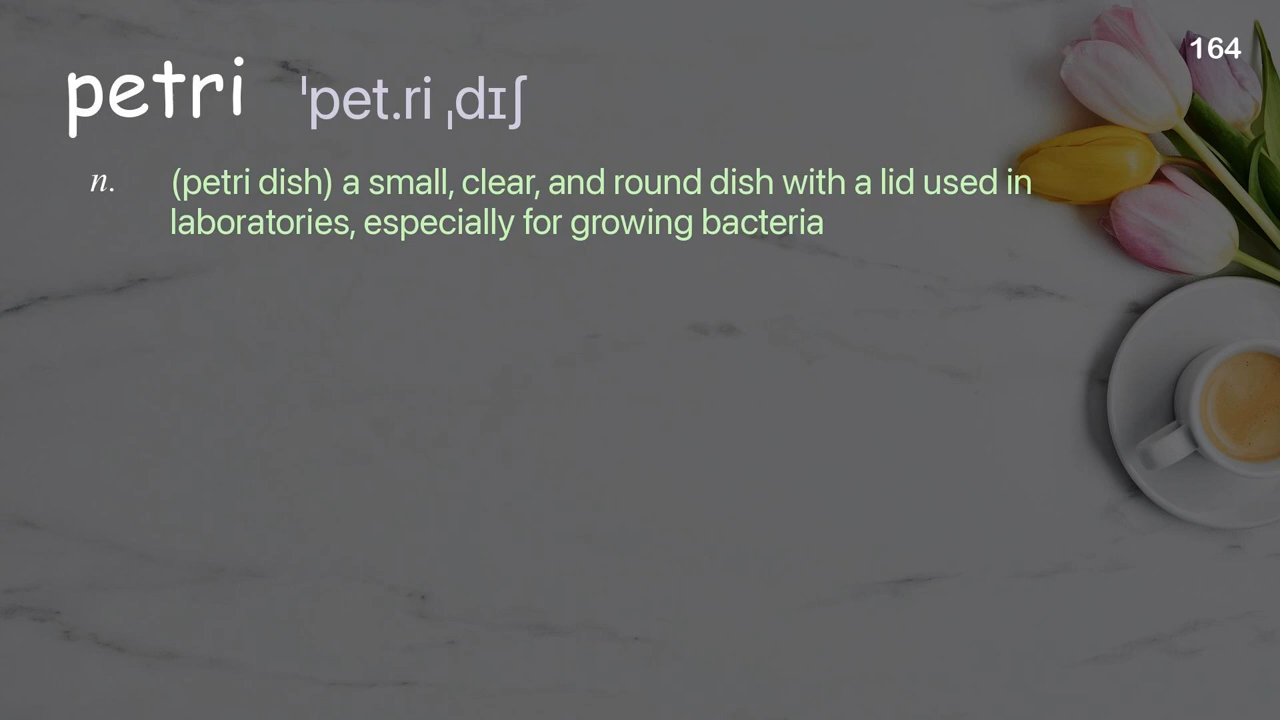 164
petri ˈpet.ri ˌdɪʃ
n. (petri dish) a small, clear, and round dish with a lid used in
laboratories, especially for growing bacteria